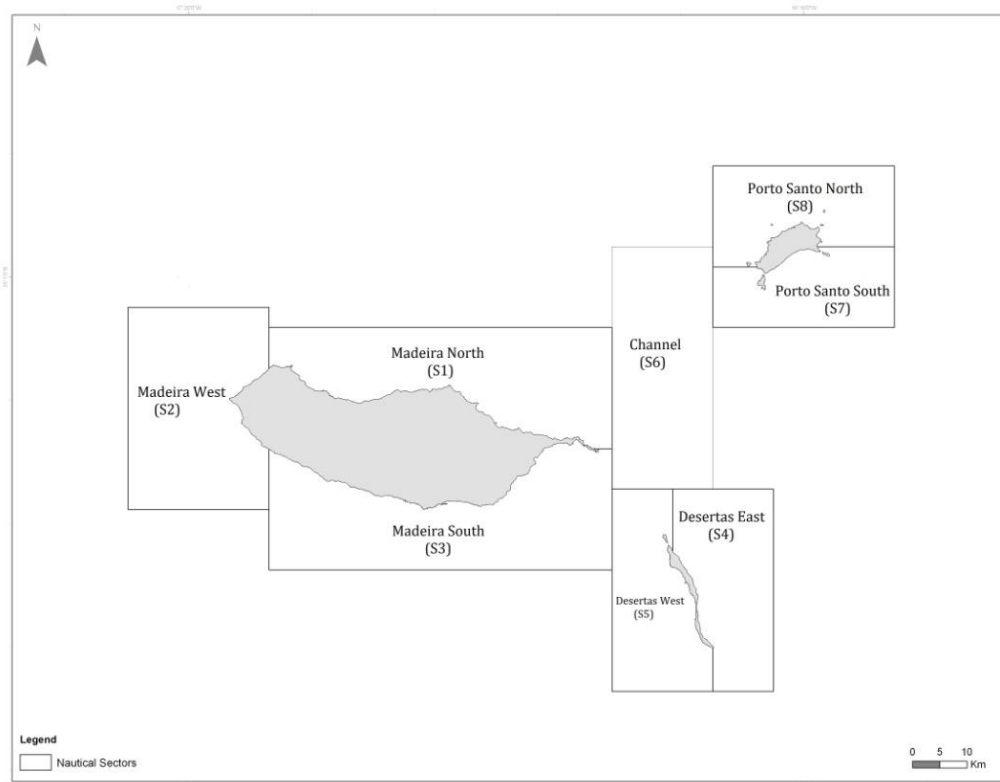 N
Porto Santo North
(S8)
Porto Santo South
(S7)
Channel
(S6)
Madeira North
(S1)
Madeira West
(S2)
Desertas East
(S4)
Madeira South
(S3)
Desertas West
(S5)
Legend
Nautical Sectors
0 5 10
Km